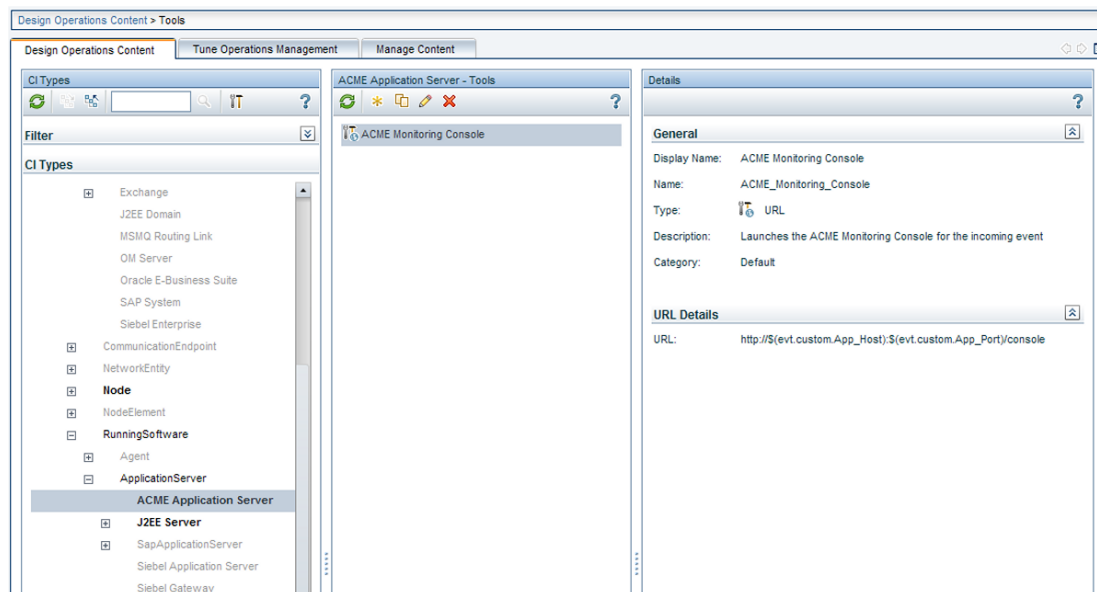 Design Operations Content > Tools
Design Operations Content
Tune Operations Management
Manage Content
CI Types
?
Filter
CI Types
Exchange
J2EE Domain
MSMQ Routing Link
OM Server
Oracle E-Business Suite
SAP System
Siebel Enterprise
CommunicationEndpoint
NetworkEntity
Node
NodeElement
RunningSoftware
Agent
ApplicationServer
ACME Application Server
J2EE Server
SapApplicationServer
Siebel Application Server
Siebel Gateway
ACME Application Server - Tools
?
ACME Monitoring Console
Details
?
General
Display Name: ACME Monitoring Console
Name: ACME_Monitoring_Console
Type: URL
Description: Launches the ACME Monitoring Console for the incoming event
Category: Default
URL Details
URL: http://$(evt.custom.App_Host):$(evt.custom.App_Port)/console